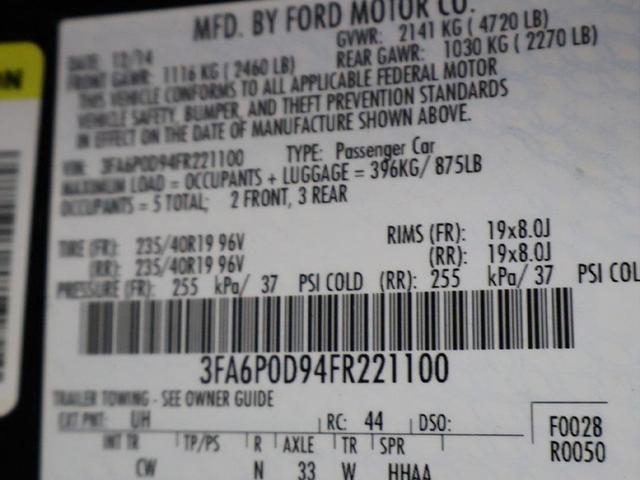 MFD. BY FORD MOTOR CO.
DATE: 12/14 GVWR: 2141 KG ( 4720 LB)
FRONT GAWR: 1116 KG ( 2460 LB) REAR GAWR: 1030 KG ( 2270 LB)
THIS VEHICLE CONFORMS TO ALL APPLICABLE FEDERAL MOTOR
VEHICLE SAFETY, BUMPER, AND THEFT PREVENTION STANDARDS
IN EFFECT ON THE DATE OF MANUFACTURE SHOWN ABOVE.
VIN: 3FA6P0D94FR221100 TYPE: Passenger Car
MAXIMUM LOAD = OCCUPANTS + LUGGAGE = 396KG/ 875LB
OCCUPANTS = 5 TOTAL; 2 FRONT, 3 REAR
TIRE (FR): 235/40R19 96V RIMS (FR): 19x8.0J
(RR): 235/40R19 96V (RR): 19x8.0J
PRESSURE (FR): 255 kPa/ 37 PSI COLD (RR): 255 kPa/ 37 PSI COL
3FA6P0D94FR221100
TRAILER TOWING - SEE OWNER GUIDE
EXT PNT: UH RC: 44 DSO: F0028
INT TR TP/PS R AXLE TR SPR R0050
CW N 33 W HHAA